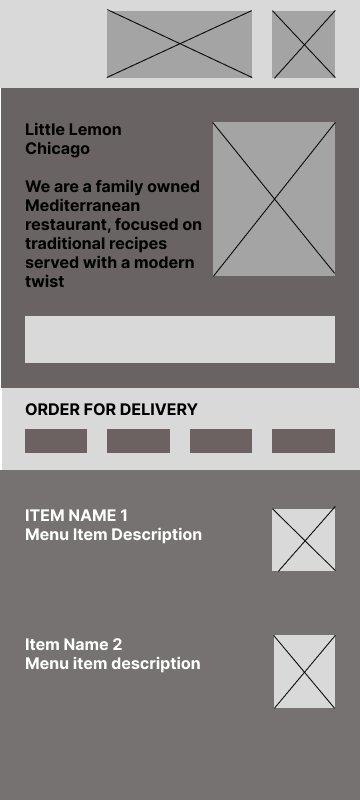 Little Lemon
Chicago
We are a family owned
Mediterranean
restaurant, focused on
traditional recipes
served with a modern
twist
ORDER FOR DELIVERY
ITEM NAME 1
Menu Item Description
Item Name 2
Menu item description